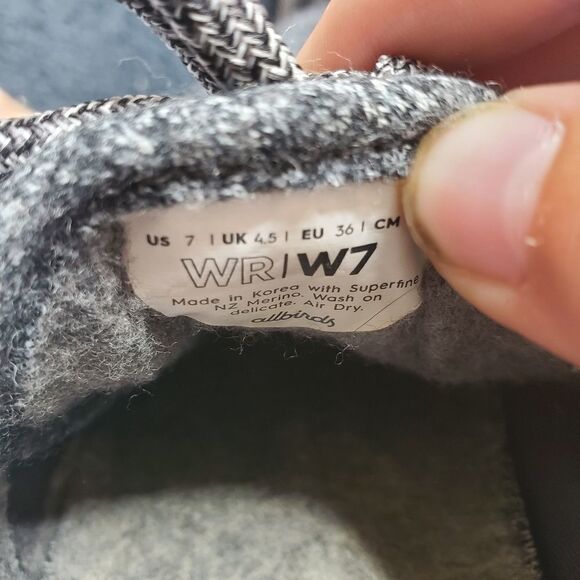 US 7 | UK 4.5 | EU 36 | CM
WR|W7
Made in Korea with Superfine
NZ Merino. Wash on
delicate. Air Dry.
allbirds